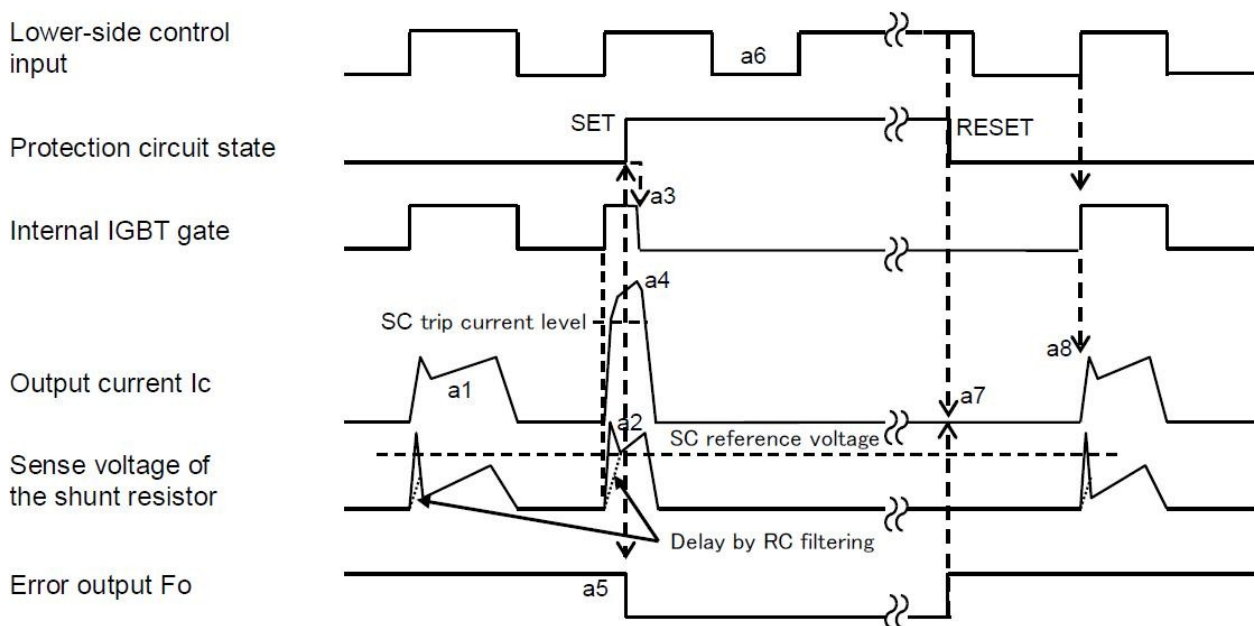 Lower-side control
input
a6
SET
RESET
Protection circuit state
a3
Internal IGBT gate
a4
SC trip current level
a8
Output current Ic
a1
a7
a2
SC reference voltage
Sense voltage of
the shunt resistor
Delay by RC filtering
Error output Fo
a5